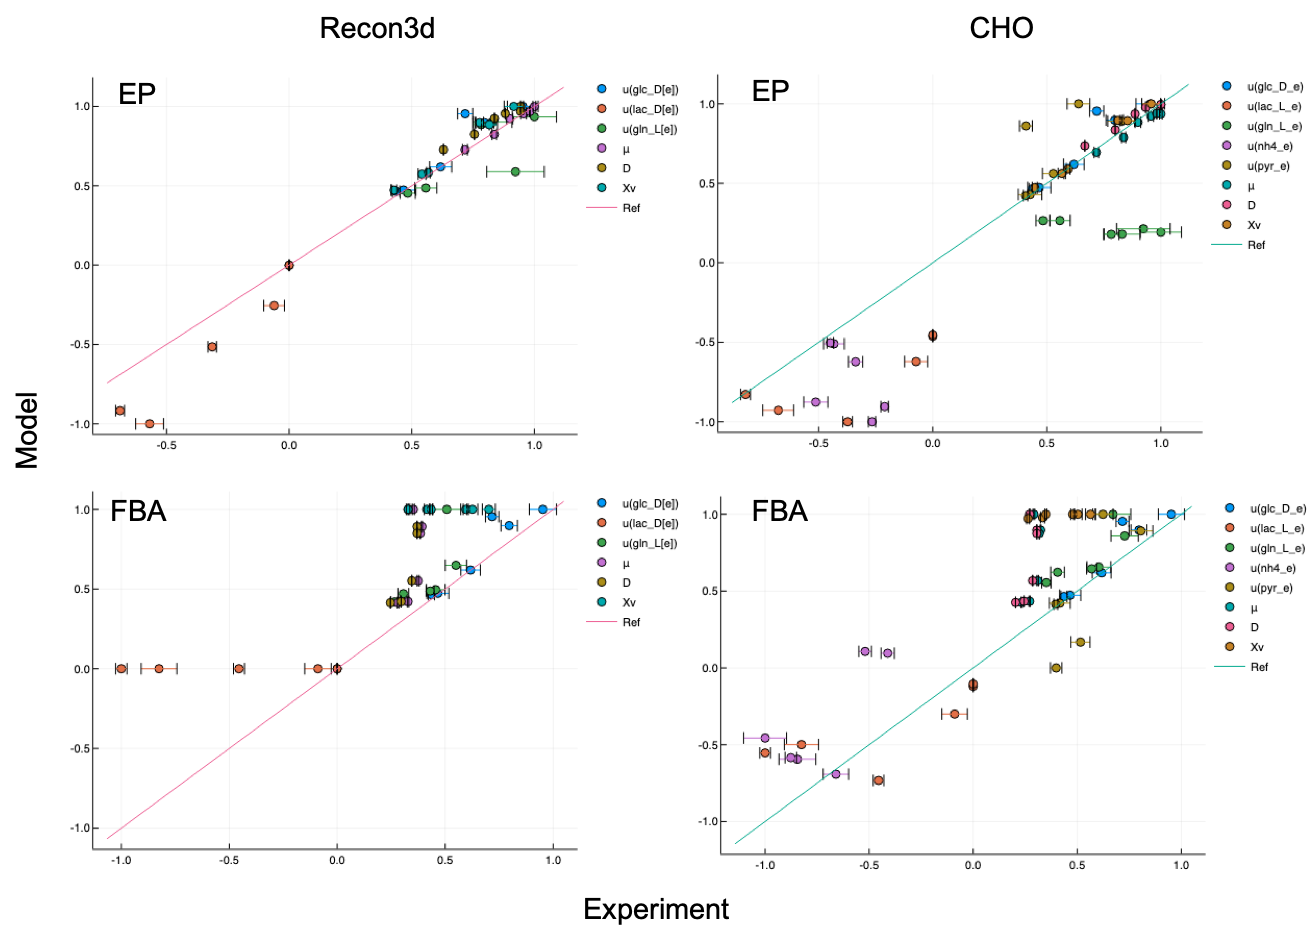 Recon3d
CHO
EP
1.0
0.5
0.0
-0.5
-1.0
-0.5
0.0
0.5
1.0
u(glc_D[e])
u(lac_D[e])
u(gln_L[e])
μ
D
Xv
Ref
EP
1.0
0.5
0.0
-0.5
-1.0
-0.5
0.0
0.5
1.0
u(glc_D_e)
u(lac_L_e)
u(gln_L_e)
u(nh4_e)
u(pyr_e)
μ
D
Xv
Ref
Model
FBA
1.0
0.5
0.0
-0.5
-1.0
-1.0
-0.5
0.0
0.5
1.0
u(glc_D[e])
u(lac_D[e])
u(gln_L[e])
μ
D
Xv
Ref
FBA
1.0
0.5
0.0
-0.5
-1.0
-1.0
-0.5
0.0
0.5
1.0
u(glc_D_e)
u(lac_L_e)
u(gln_L_e)
u(nh4_e)
u(pyr_e)
μ
D
Xv
Ref
Experiment